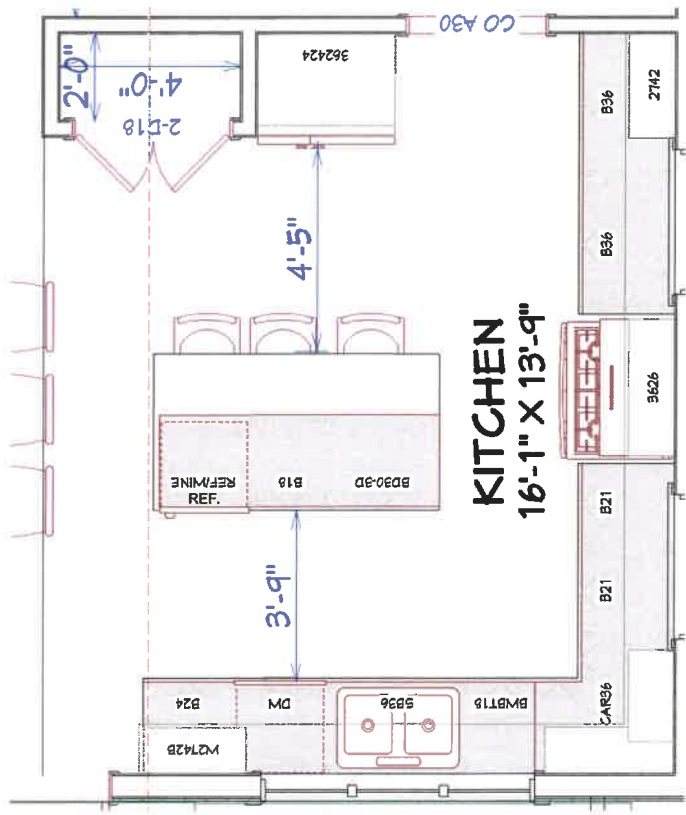 CO A30
2'-0"
4'-0"
2-D18
362424
B36
2742
B36
4'-5"
KITCHEN
16'-1" X 13'-9"
3626
REF/WINE
REF.
B18
BD30-3D
B21
B21
3'-9"
B24
DW
SB36
BWBT18
CAR36
W2742B